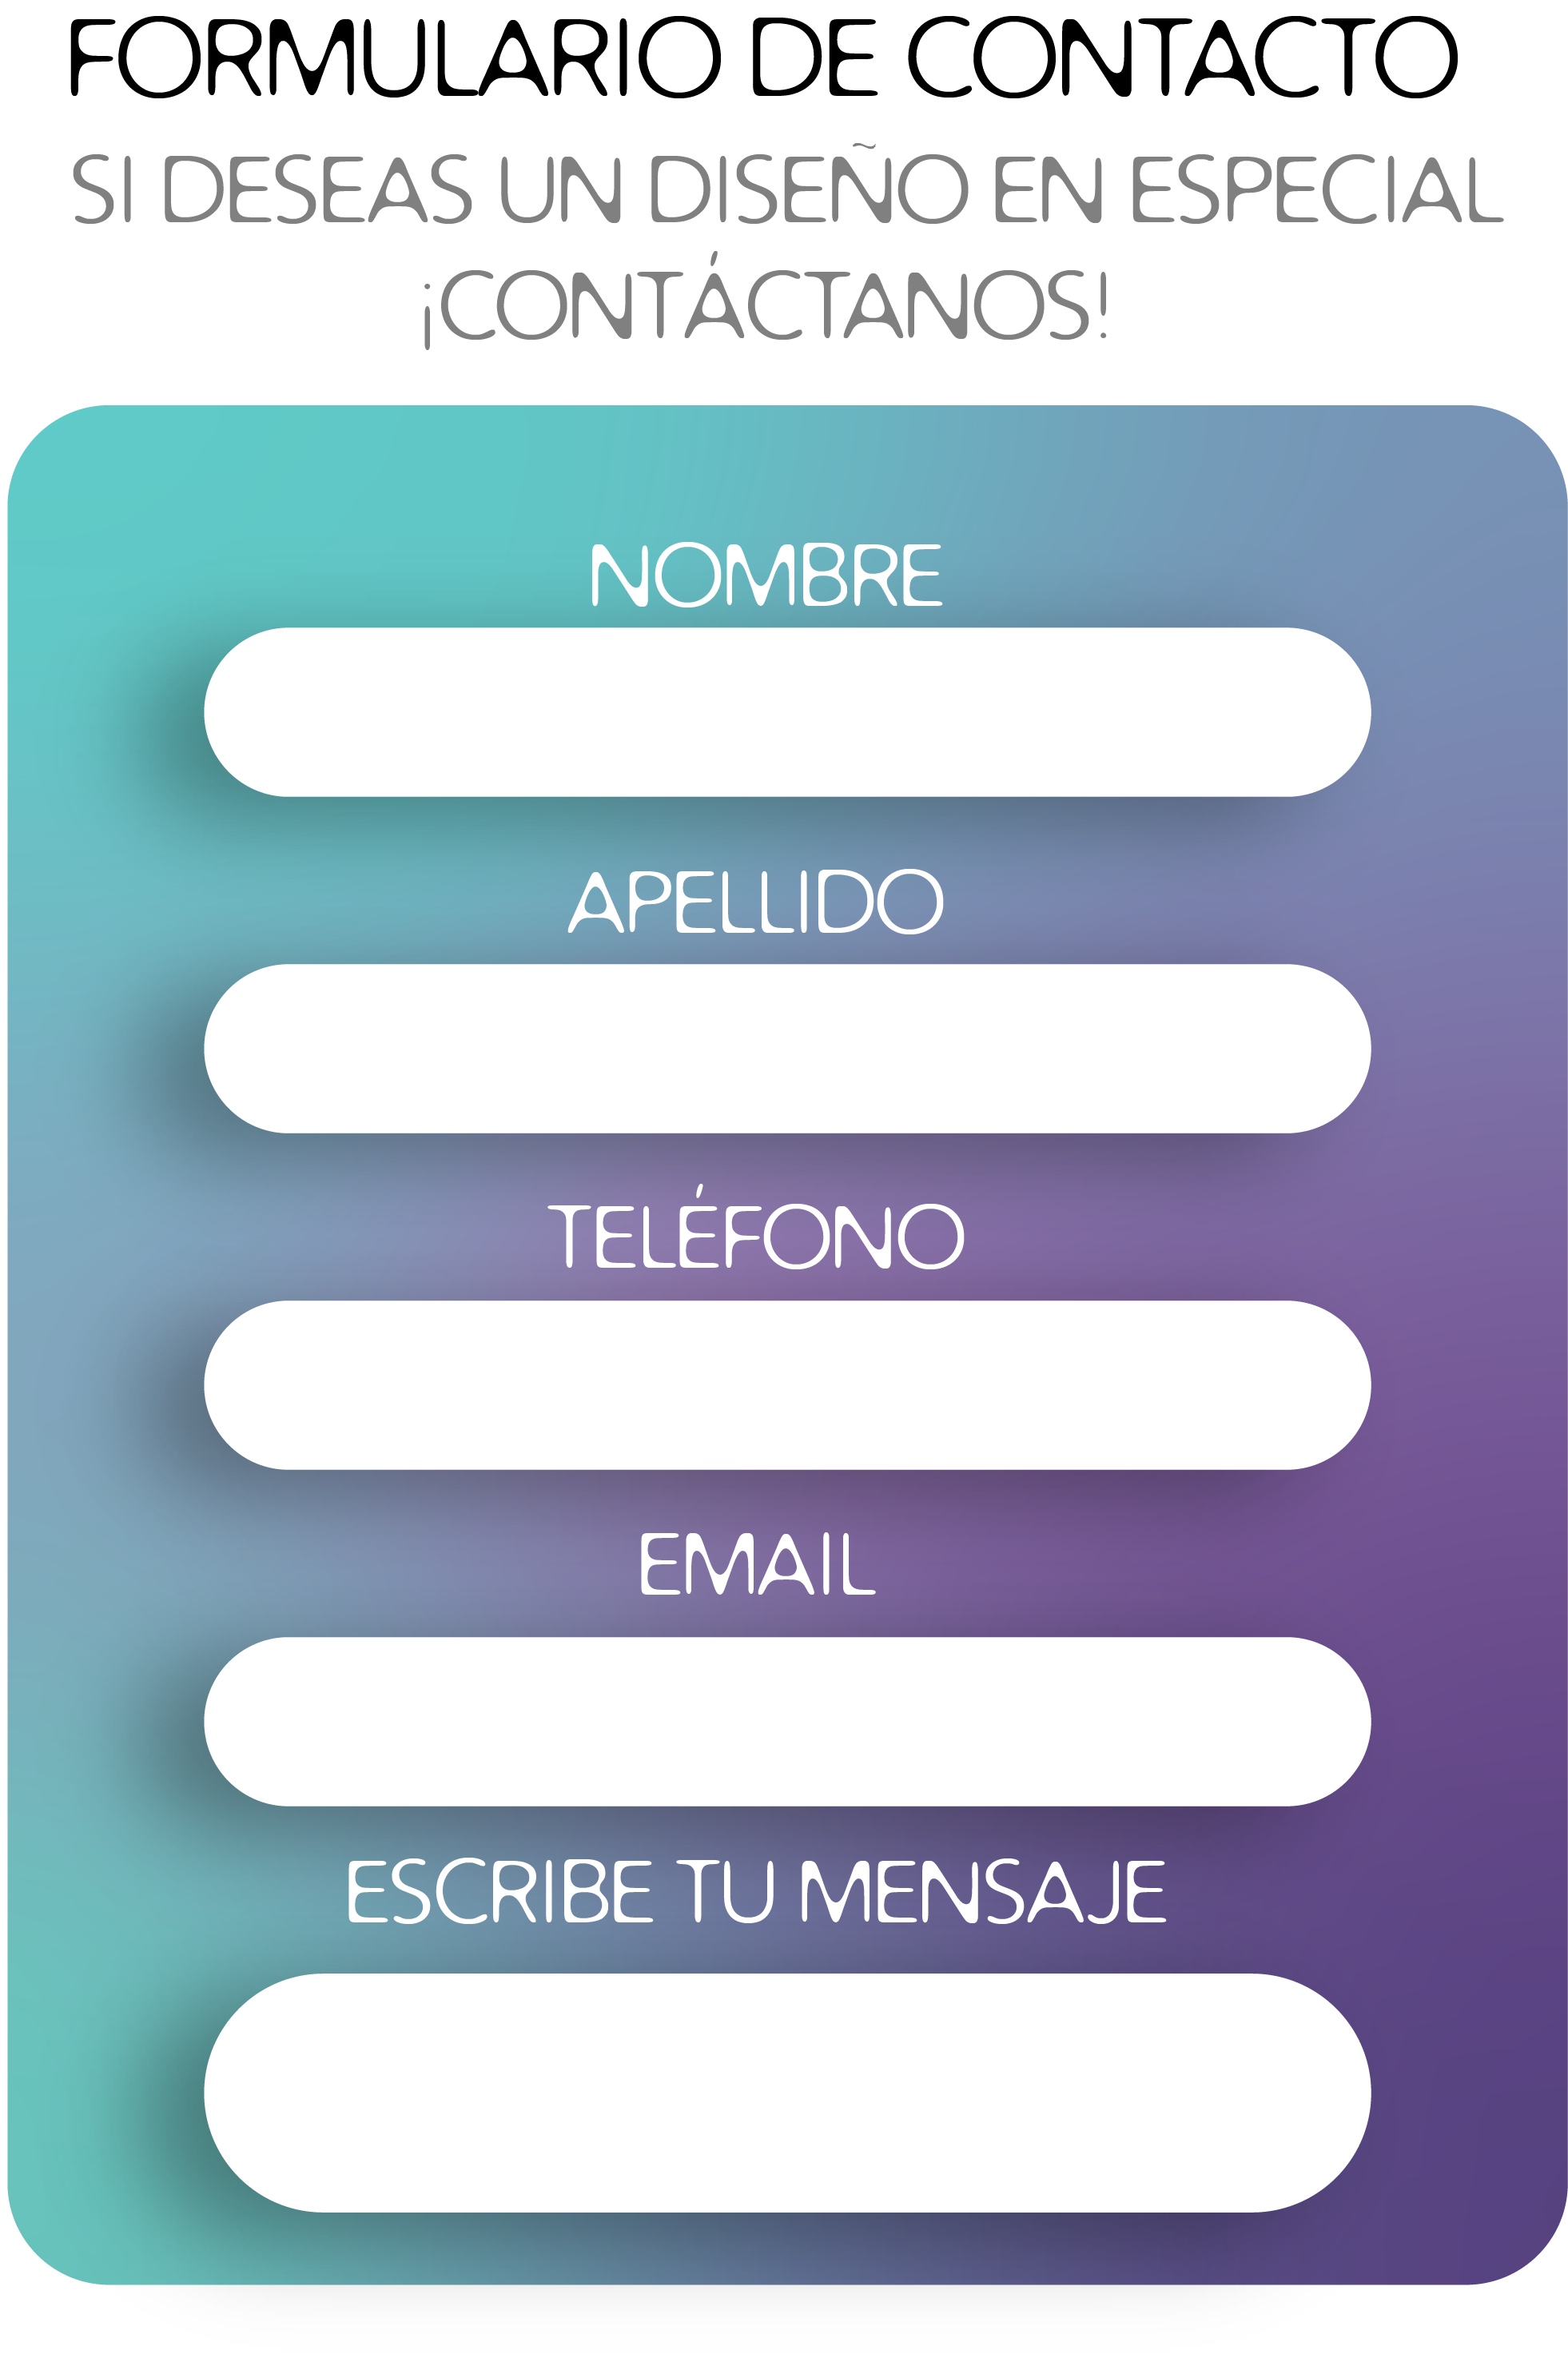 FORMULARIO DE CONTACTO
SI DESEAS UN DISEÑO EN ESPECIAL
¡CONTÁCTANOS!
NOMBRE
APELLIDO
TELÉFONO
EMAIL
ESCRIBE TU MENSAJE